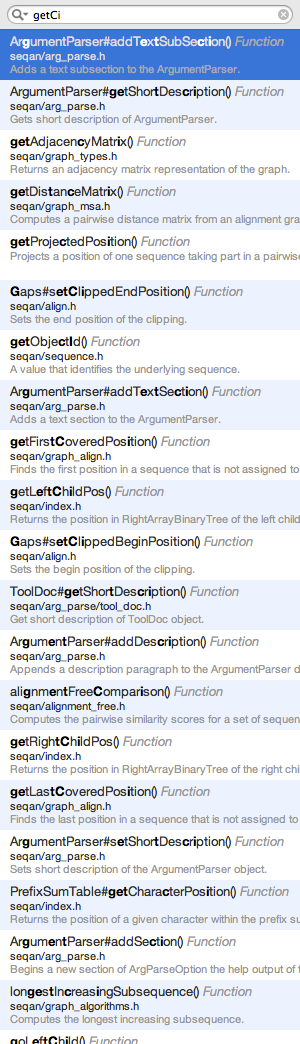 getCi
ArgumentParser#addTextSubSection() Function
seqan/arg_parse.h
Adds a text subsection to the ArgumentParser.
ArgumentParser#getShortDescription() Function
seqan/arg_parse.h
Gets short description of ArgumentParser.
getAdjacencyMatrix() Function
seqan/graph_types.h
Returns an adjacency matrix representation of the graph.
getDistanceMatrix() Function
seqan/graph_msa.h
Computes a pairwise distance matrix from an alignment gra
getProjectedPosition() Function
Projects a position of one sequence taking part in a pairwise
Gaps#setClippedEndPosition() Function
seqan/align.h
Sets the end position of the clipping.
getObjectId() Function
seqan/sequence.h
A value that identifies the underlying sequence.
ArgumentParser#addTextSection() Function
seqan/arg_parse.h
Adds a text section to the ArgumentParser.
getFirstCoveredPosition() Function
seqan/graph_align.h
Finds the first position in a sequence that is not assigned to
getLeftChildPos() Function
seqan/index.h
Returns the position in RightArrayBinaryTree of the left child
Gaps#setClippedBeginPosition() Function
seqan/align.h
Sets the begin position of the clipping.
ToolDoc#getShortDescription() Function
seqan/arg_parse/tool_doc.h
Get short description of ToolDoc object.
ArgumentParser#addDescription() Function
seqan/arg_parse.h
Appends a description paragraph to the ArgumentParser d
alignmentFreeComparison() Function
seqan/alignment_free.h
Computes the pairwise similarity scores for a set of sequen
getRightChildPos() Function
seqan/index.h
Returns the position in RightArrayBinaryTree of the right chi
getLastCoveredPosition() Function
seqan/graph_align.h
Finds the last position in a sequence that is not assigned to
ArgumentParser#setShortDescription() Function
seqan/arg_parse.h
Sets short description of the ArgumentParser object.
PrefixSumTable#getCharacterPosition() Function
seqan/index.h
Returns the position of a given character within the prefix su
ArgumentParser#addSection() Function
seqan/arg_parse.h
Begins a new section of ArgParseOption the help output of t
longestIncreasingSubsequence() Function
seqan/graph_algorithms.h
Computes the longest increasing subsequence.
goLeftChild() Function